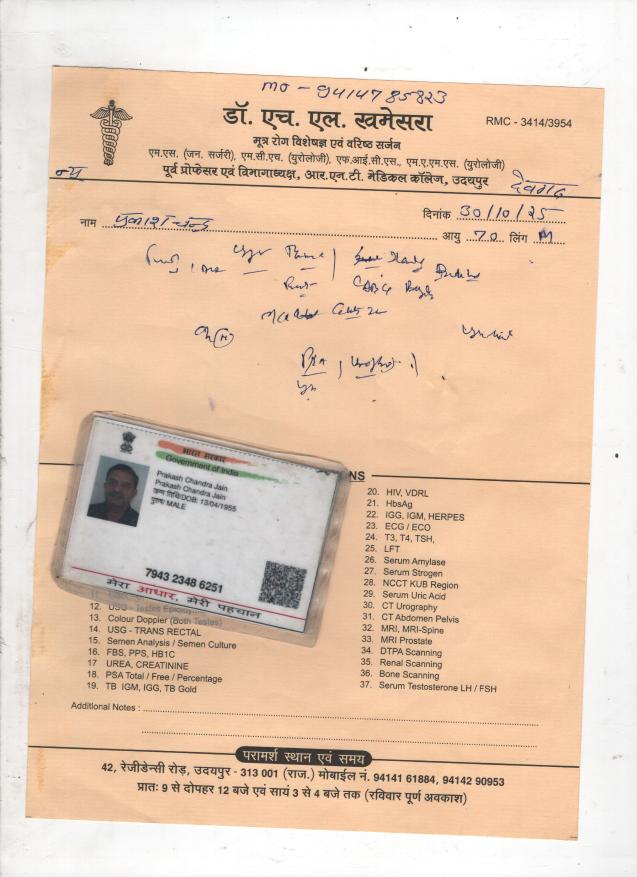 mo - 9414785823
डॉ. एच. एल. खमेसरा
RMC - 3414/3954
मूत्र रोग विशेषज्ञ एवं वरिष्ठ सर्जन
एम.एस. (जन. सर्जरी), एम.सी.एच. (यूरोलोजी), एफ.आई.सी.एस., एम.ए.एम.एस. (यूरोलोजी)
पूर्व प्रोफेसर एवं विभागाध्यक्ष, आर.एन.टी. मेडिकल कॉलेज, उदयपुर
देवगढ़
दिनांक 30/10/25
नाम प्रकाश चन्द्र
आयु 70 लिंग M
CABG
PSA
भारत सरकार
Government of India
Prakash Chandra Jain
Prakash Chandra Jain
जन्म तिथि/DOB: 13/04/1955
पुरुष/ MALE
7943 2348 6251
मेरा आधार, मेरी पहचान
NS
12. USG - Testes
13. Colour Doppler (Both Testes)
14. USG - TRANS RECTAL
15. Semen Analysis / Semen Culture
16. FBS, PPS, HB1C
17 UREA, CREATININE
18. PSA Total / Free / Percentage
19. TB IGM, IGG, TB Gold
20. HIV, VDRL
21. HbsAg
22. IGG, IGM, HERPES
23. ECG / ECO
24. T3, T4, TSH,
25. LFT
26. Serum Amylase
27. Serum Strogen
28. NCCT KUB Region
29. Serum Uric Acid
30. CT Urography
31. CT Abdomen Pelvis
32. MRI, MRI-Spine
33. MRI Prostate
34. DTPA Scanning
35. Renal Scanning
36. Bone Scanning
37. Serum Testosterone LH / FSH
Additional Notes :
परामर्श स्थान एवं समय
42, रेजीडेन्सी रोड़, उदयपुर - 313 001 (राज.) मोबाईल नं. 94141 61884, 94142 90953
प्रातः 9 से दोपहर 12 बजे एवं सायं 3 से 4 बजे तक (रविवार पूर्ण अवकाश)